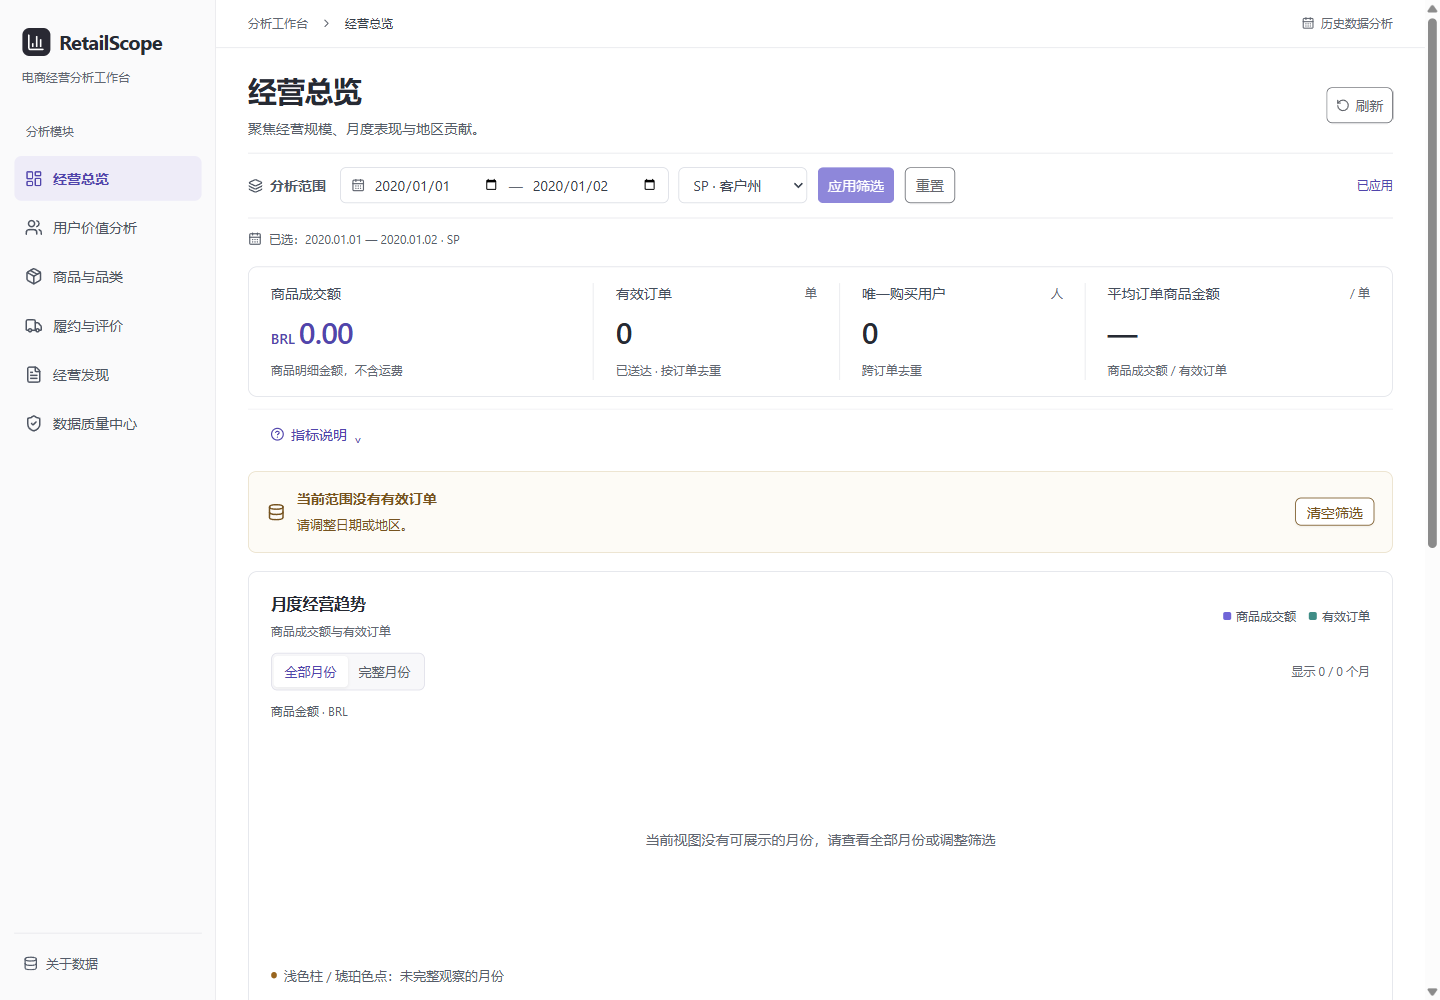 RetailScope
电商经营分析工作台
分析模块
经营总览
用户价值分析
商品与品类
履约与评价
经营发现
数据质量中心
关于数据
分析工作台 > 经营总览
历史数据分析
经营总览
聚焦经营规模、月度表现与地区贡献。
刷新
分析范围
2020/01/01 — 2020/01/02
SP · 客户州
应用筛选
重置
已应用
已选：2020.01.01 — 2020.01.02 · SP
商品成交额
BRL 0.00
商品明细金额，不含运费
有效订单 单
0
已送达 · 按订单去重
唯一购买用户 人
0
跨订单去重
平均订单商品金额 / 单
—
商品成交额 / 有效订单
指标说明
当前范围没有有效订单
请调整日期或地区。
清空筛选
月度经营趋势
商品成交额与有效订单
商品成交额 有效订单
全部月份 完整月份
显示 0 / 0 个月
商品金额 · BRL
当前视图没有可展示的月份，请查看全部月份或调整筛选
浅色柱 / 琥珀色点：未完整观察的月份